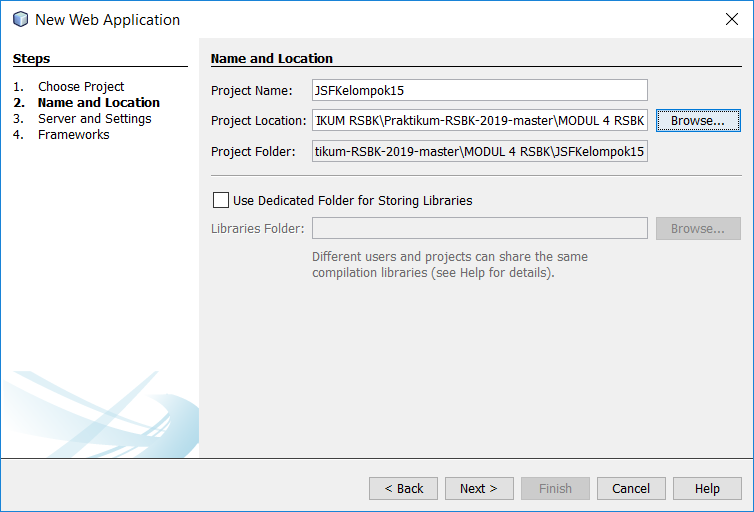 New Web Application
Steps
1. Choose Project
2. Name and Location
3. Server and Settings
4. Frameworks
Name and Location
Project Name: JSFKelompok15
Project Location: IKUM RSBK\Praktikum-RSBK-2019-master\MODUL 4 RSBK Browse...
Project Folder: tikum-RSBK-2019-master\MODUL 4 RSBK\JSFKelompok15
Use Dedicated Folder for Storing Libraries
Libraries Folder: Browse...
Different users and projects can share the same
compilation libraries (see Help for details).
< Back Next > Finish Cancel Help